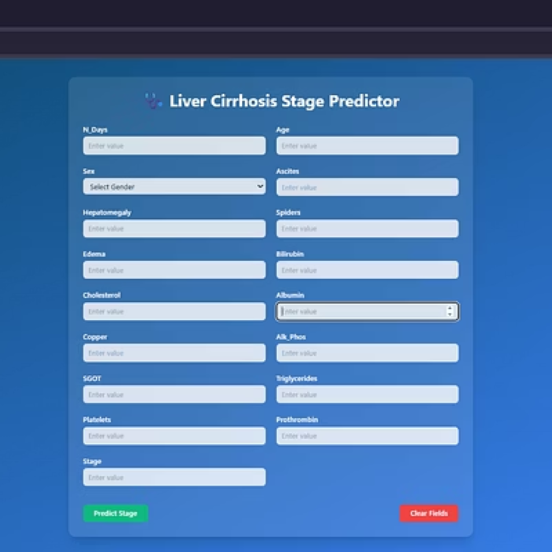 Liver Cirrhosis Stage Predictor
N_Days
Age
Enter value
Enter value
Sex
Ascites
Select Gender
Enter value
Hepatomegaly
Spiders
Enter value
Enter value
Edema
Bilirubin
Enter value
Enter value
Cholesterol
Albumin
Enter value
Enter value
Copper
Alk_Phos
Enter value
Enter value
SGOT
Triglycerides
Enter value
Enter value
Platelets
Prothrombin
Enter value
Enter value
Stage
Enter value
Predict Stage
Clear Fields